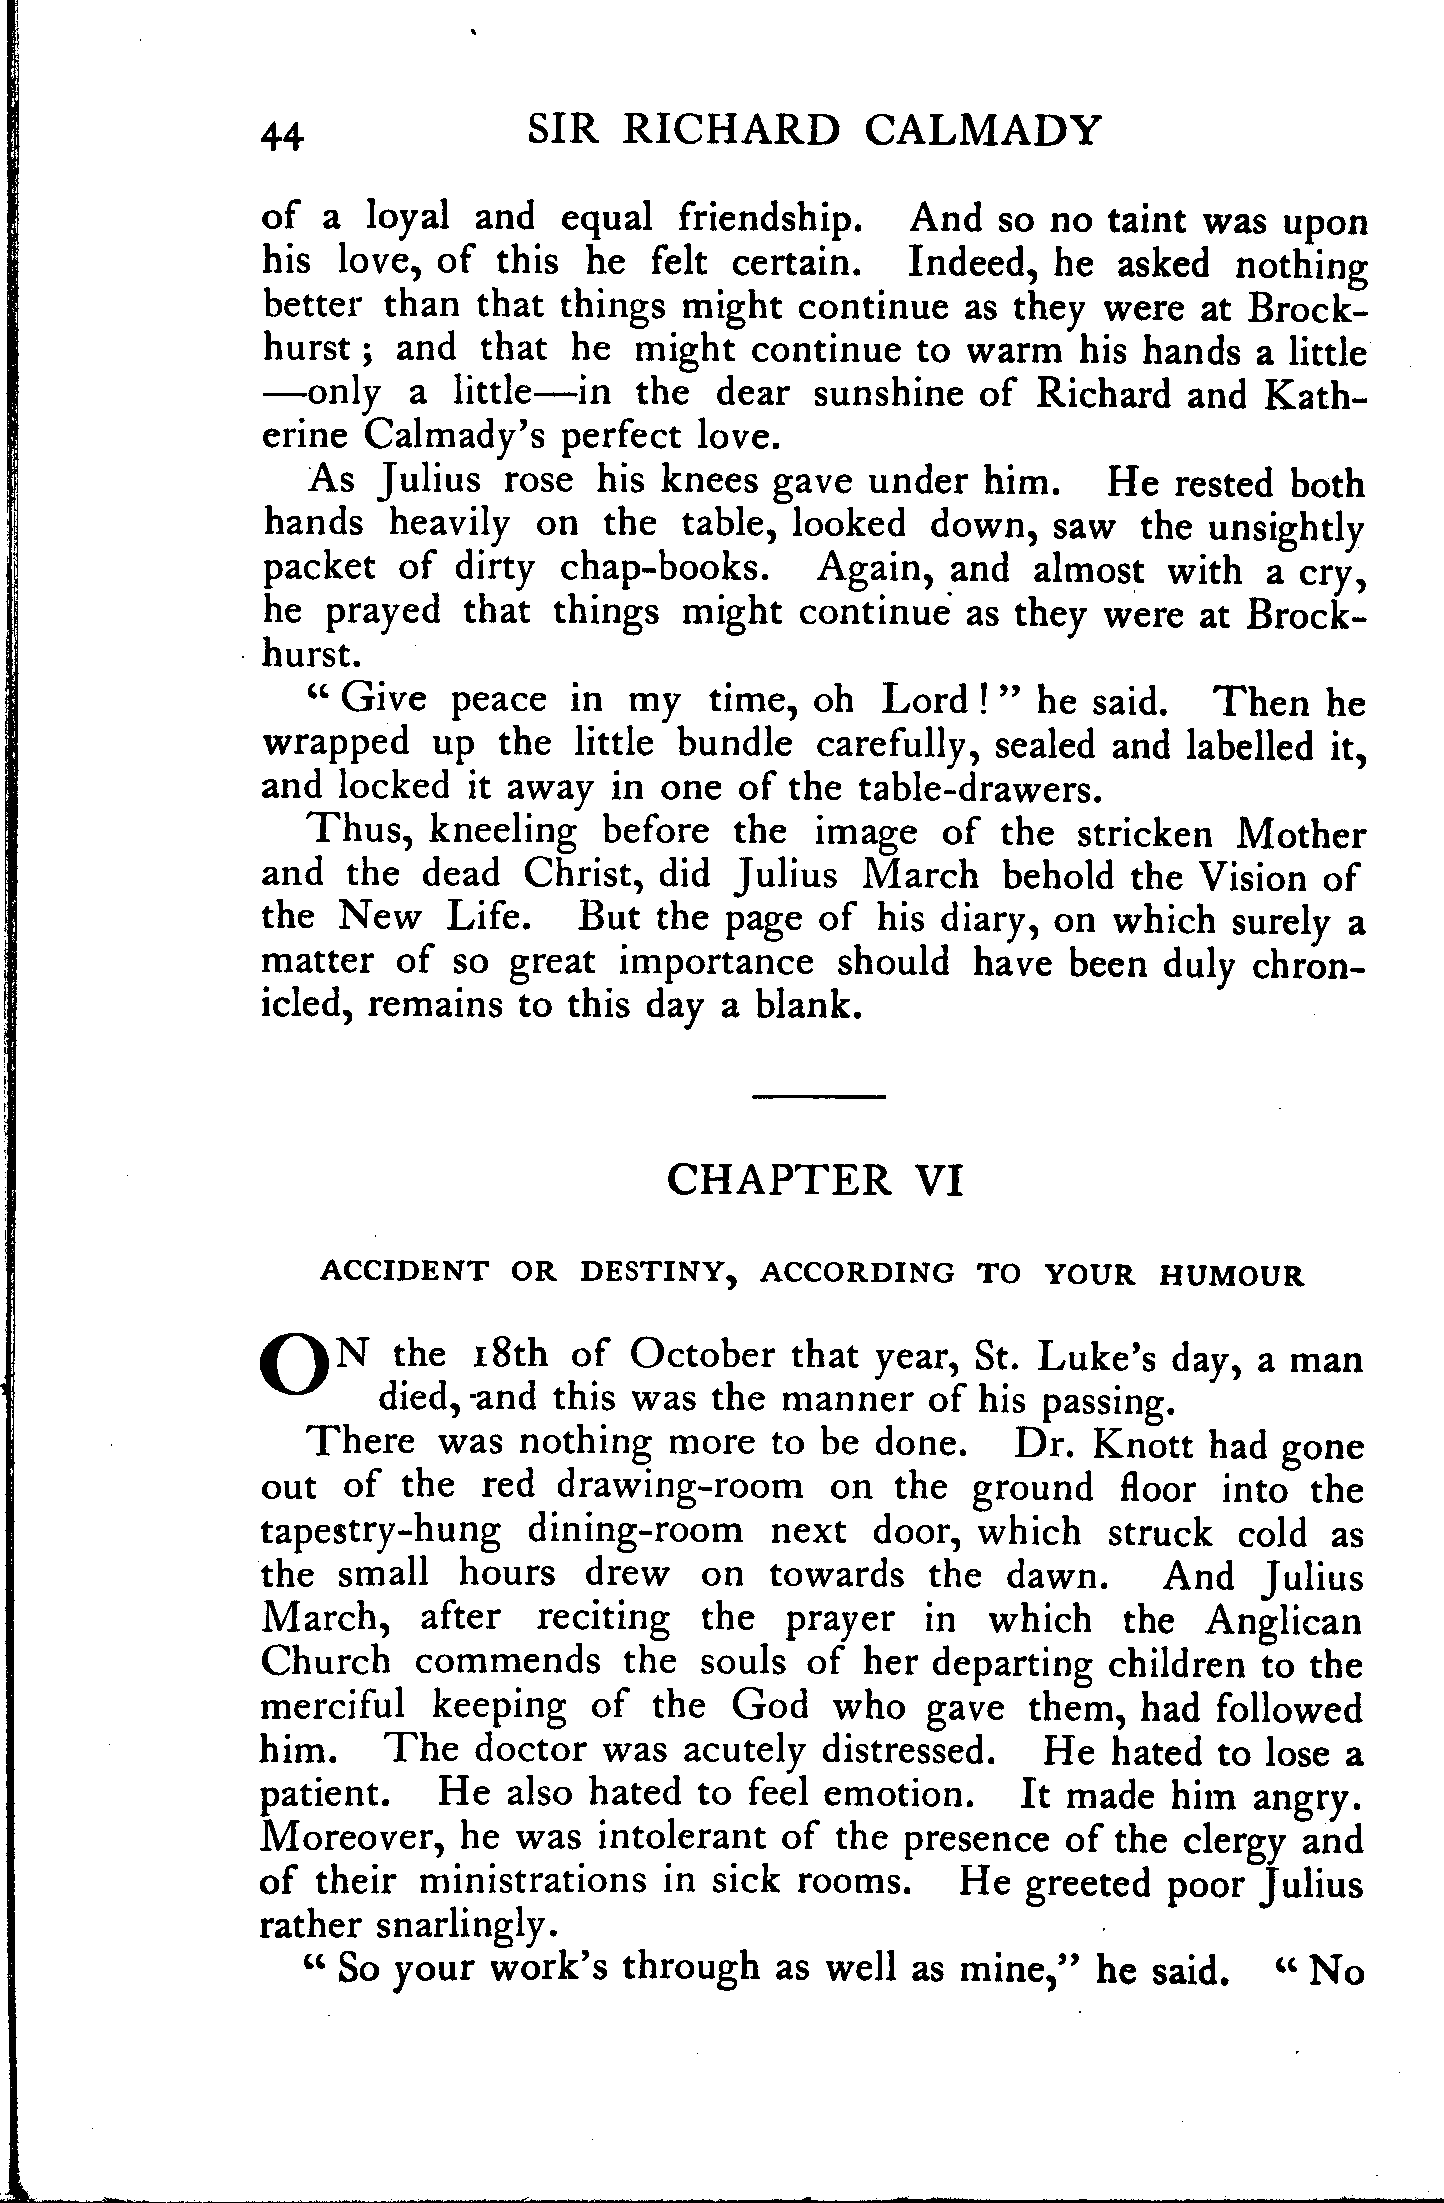 44 SIR RICHARD CALMADY
of a loyal and equal friendship. And so no taint was upon
his love, of this he felt certain. Indeed, he asked nothing
better than that things might continue as they were at Brock-
hurst; and that he might continue to warm his hands a little
—only a little—in the dear sunshine of Richard and Kath-
erine Calmady's perfect love.
As Julius rose his knees gave under him. He rested both
hands heavily on the table, looked down, saw the unsightly
packet of dirty chap-books. Again, and almost with a cry,
he prayed that things might continue as they were at Brock-
hurst.
"Give peace in my time, oh Lord!" he said. Then he
wrapped up the little bundle carefully, sealed and labelled it,
and locked it away in one of the table-drawers.
Thus, kneeling before the image of the stricken Mother
and the dead Christ, did Julius March behold the Vision of
the New Life. But the page of his diary, on which surely a
matter of so great importance should have been duly chron-
icled, remains to this day a blank.
CHAPTER VI
ACCIDENT OR DESTINY, ACCORDING TO YOUR HUMOUR
ON the 18th of October that year, St. Luke's day, a man
died, and this was the manner of his passing.
There was nothing more to be done. Dr. Knott had gone
out of the red drawing-room on the ground floor into the
tapestry-hung dining-room next door, which struck cold as
the small hours drew on towards the dawn. And Julius
March, after reciting the prayer in which the Anglican
Church commends the souls of her departing children to the
merciful keeping of the God who gave them, had followed
him. The doctor was acutely distressed. He hated to lose a
patient. He also hated to feel emotion. It made him angry.
Moreover, he was intolerant of the presence of the clergy and
of their ministrations in sick rooms. He greeted poor Julius
rather snarlingly.
"So your work's through as well as mine," he said. "No